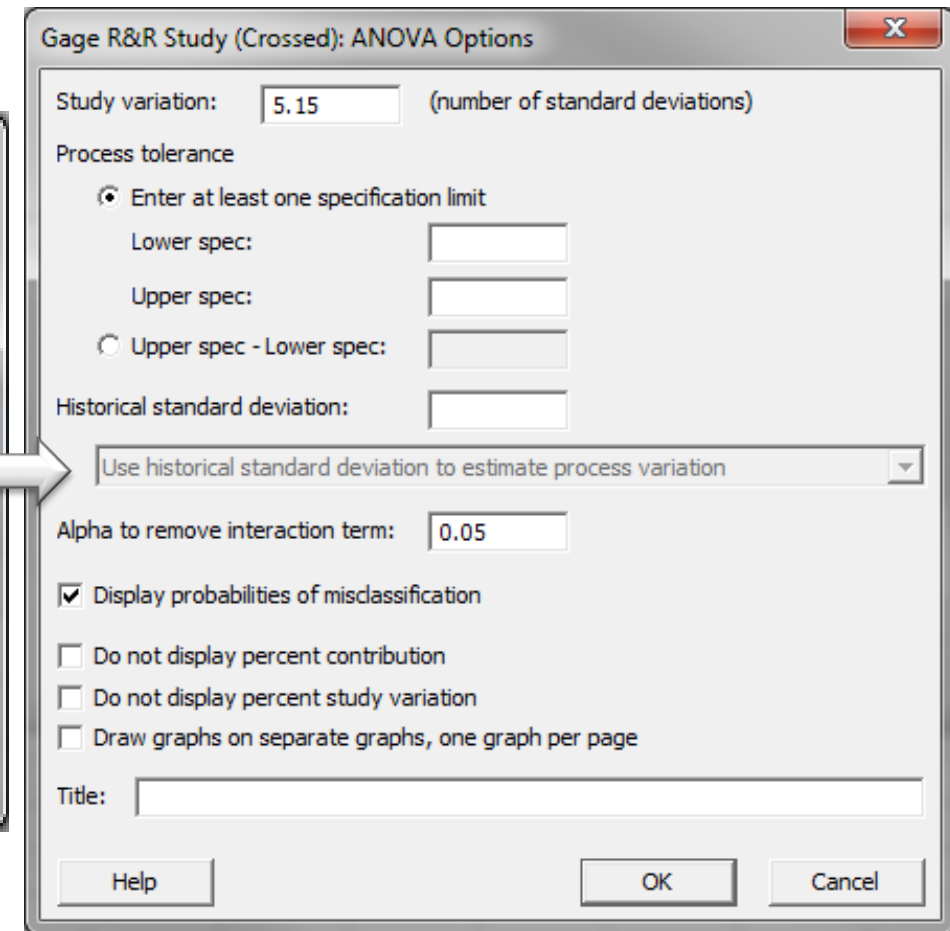 Gage R&R Study (Crossed): ANOVA Options
Study variation: 5.15 (number of standard deviations)
Process tolerance
Enter at least one specification limit
Lower spec:
Upper spec:
Upper spec - Lower spec:
Historical standard deviation:
Use historical standard deviation to estimate process variation
Alpha to remove interaction term: 0.05
Display probabilities of misclassification
Do not display percent contribution
Do not display percent study variation
Draw graphs on separate graphs, one graph per page
Title:
Help OK Cancel